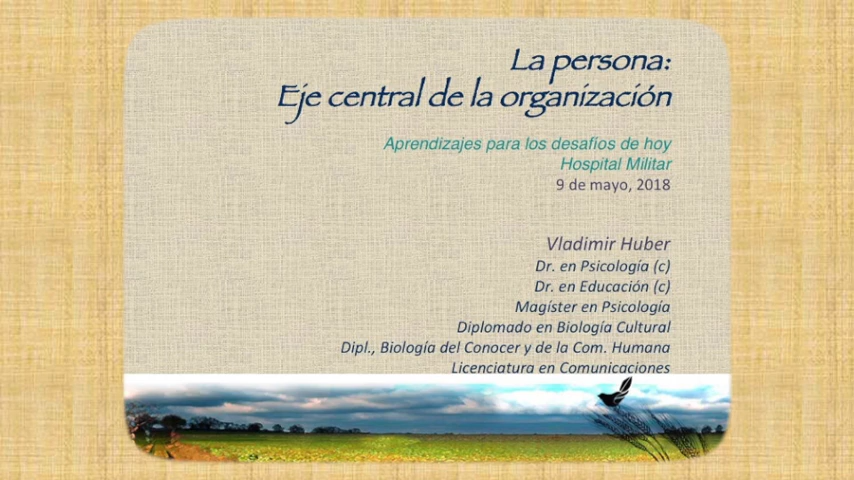 La persona:
Eje central de la organización
Aprendizajes para los desafíos de hoy
Hospital Militar
9 de mayo, 2018
Vladimir Huber
Dr. en Psicología (c)
Dr. en Educación (c)
Magíster en Psicología
Diplomado en Biología Cultural
Dipl., Biología del Conocer y de la Com. Humana
Licenciatura en Comunicaciones